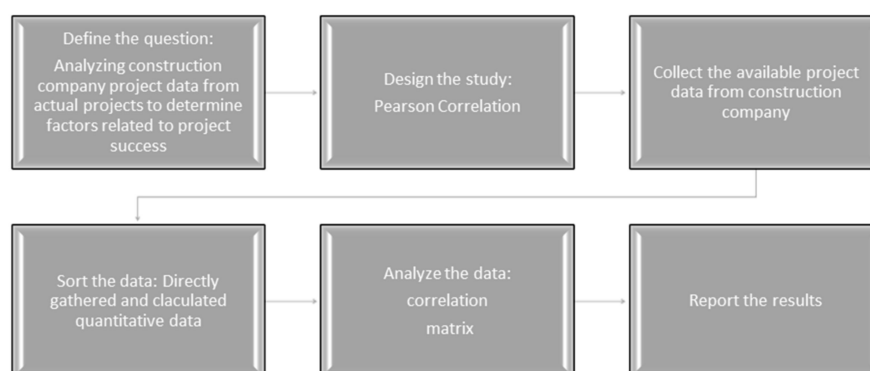 Define the question:
Analyzing construction
company project data from
actual projects to determine
factors related to project
success
Design the study:
Pearson Correlation
Collect the available project
data from construction
company
Sort the data: Directly
gathered and claculated
quantitative data
Analyze the data:
correlation
matrix
Report the results